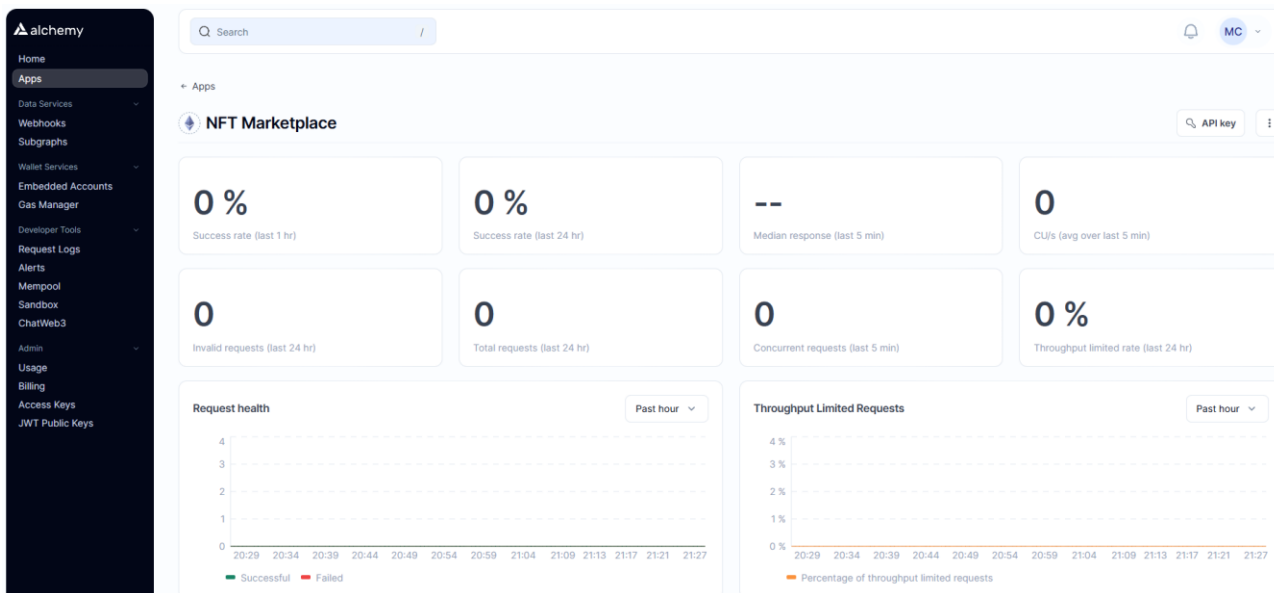 alchemy
Home
Apps
Data Services
Webhooks
Subgraphs
Wallet Services
Embedded Accounts
Gas Manager
Developer Tools
Request Logs
Alerts
Mempool
Sandbox
ChatWeb3
Admin
Usage
Billing
Access Keys
JWT Public Keys
Search /
MC
← Apps
NFT Marketplace
API key
0 %
Success rate (last 1 hr)
0 %
Success rate (last 24 hr)
--
Median response (last 5 min)
0
CU/s (avg over last 5 min)
0
Invalid requests (last 24 hr)
0
Total requests (last 24 hr)
0
Concurrent requests (last 5 min)
0 %
Throughput limited rate (last 24 hr)
Request health
Past hour
4
3
2
1
0
20:29 20:34 20:39 20:44 20:49 20:54 20:59 21:04 21:09 21:13 21:17 21:21 21:27
Successful Failed
Throughput Limited Requests
Past hour
4 %
3 %
2 %
1 %
0 %
20:29 20:34 20:39 20:44 20:49 20:54 20:59 21:04 21:09 21:13 21:17 21:21 21:27
Percentage of throughput limited requests